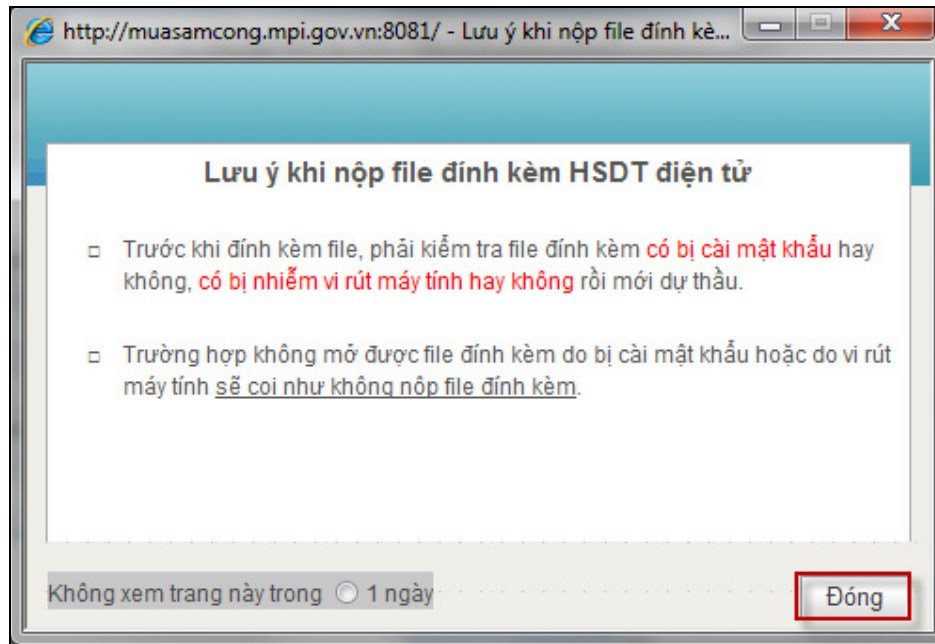 http://muasamcong.mpi.gov.vn:8081/ - Lưu ý khi nộp file đính kè...
Lưu ý khi nộp file đính kèm HSDT điện tử
Trước khi đính kèm file, phải kiểm tra file đính kèm có bị cài mật khẩu hay
không, có bị nhiễm vi rút máy tính hay không rồi mới dự thầu.
Trường hợp không mở được file đính kèm do bị cài mật khẩu hoặc do vi rút
máy tính sẽ coi như không nộp file đính kèm.
Không xem trang này trong 1 ngày
Đóng